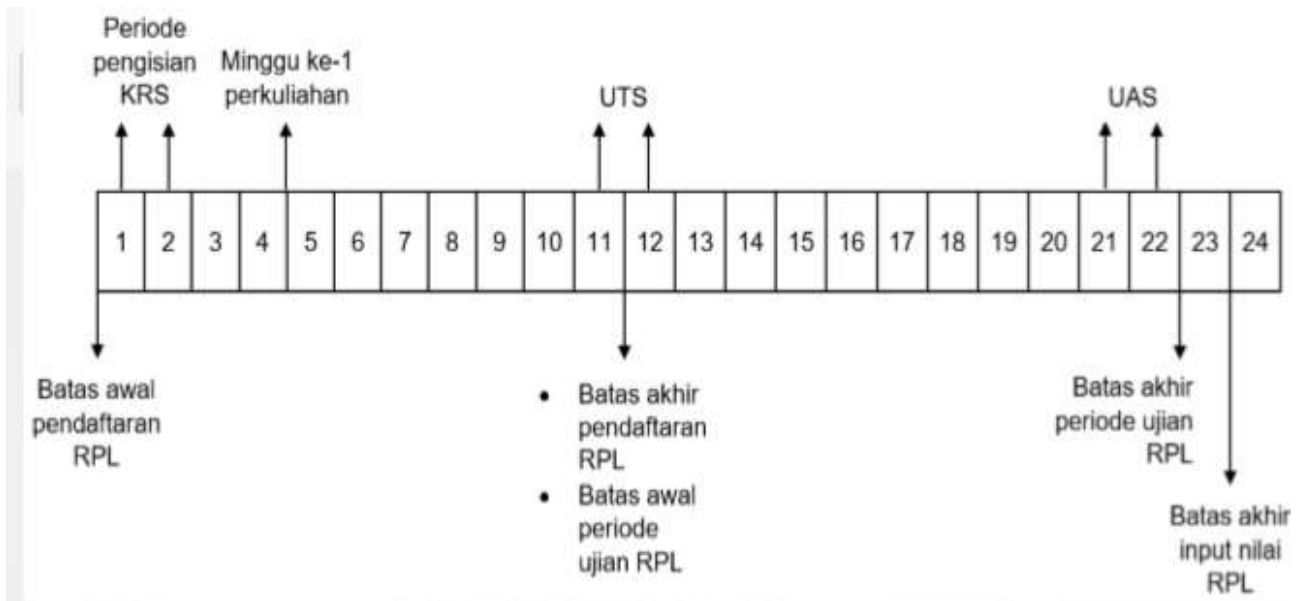 Periode
pengisian
KRS
Minggu ke-1
perkuliahan
UTS
UAS
1 2 3 4 5 6 7 8 9 10 11 12 13 14 15 16 17 18 19 20 21 22 23 24
Batas awal
pendaftaran
RPL
• Batas akhir
pendaftaran
RPL
• Batas awal
periode
ujian RPL
Batas akhir
periode ujian
RPL
Batas akhir
input nilai
RPL